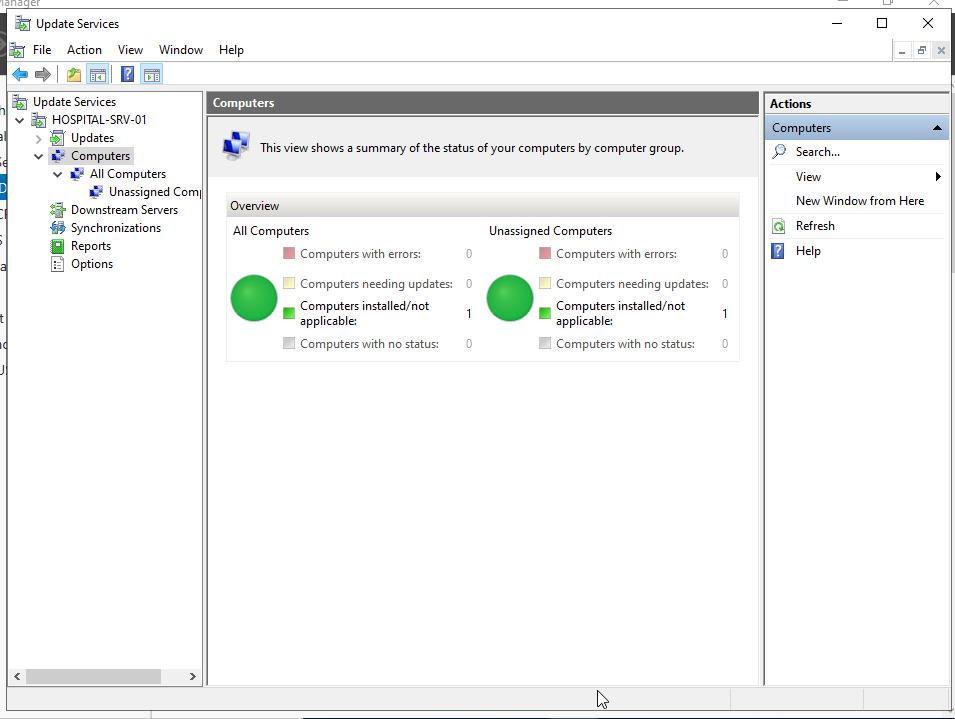 anager
Update Services
File Action View Window Help
Update Services
HOSPITAL-SRV-01
Updates
Computers
All Computers
Unassigned Comp
Downstream Servers
Synchronizations
Reports
Options
Computers
This view shows a summary of the status of your computers by computer group.
Overview
All Computers
Computers with errors: 0
Computers needing updates: 0
Computers installed/not
applicable: 1
Computers with no status: 0
Unassigned Computers
Computers with errors: 0
Computers needing updates: 0
Computers installed/not
applicable: 1
Computers with no status: 0
Actions
Computers
Search...
View
New Window from Here
Refresh
Help